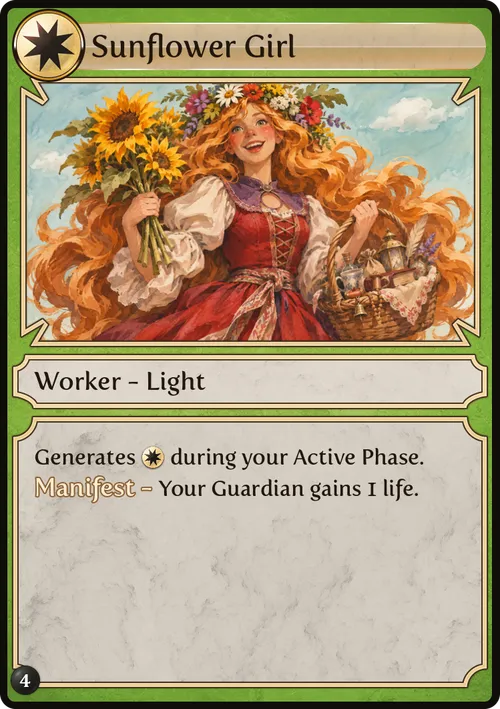 Sunflower Girl
Worker - Light
Generates during your Active Phase.
Manifest - Your Guardian gains 1 life.
4